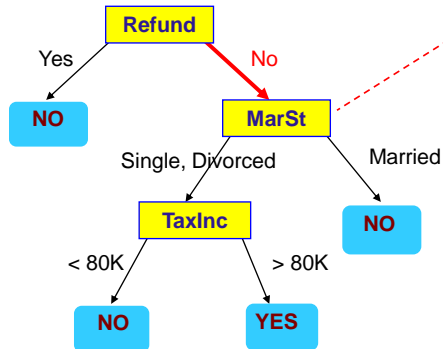 Refund
Yes
No
NO
MarSt
Single, Divorced
Married
TaxInc
NO
< 80K
> 80K
NO
YES